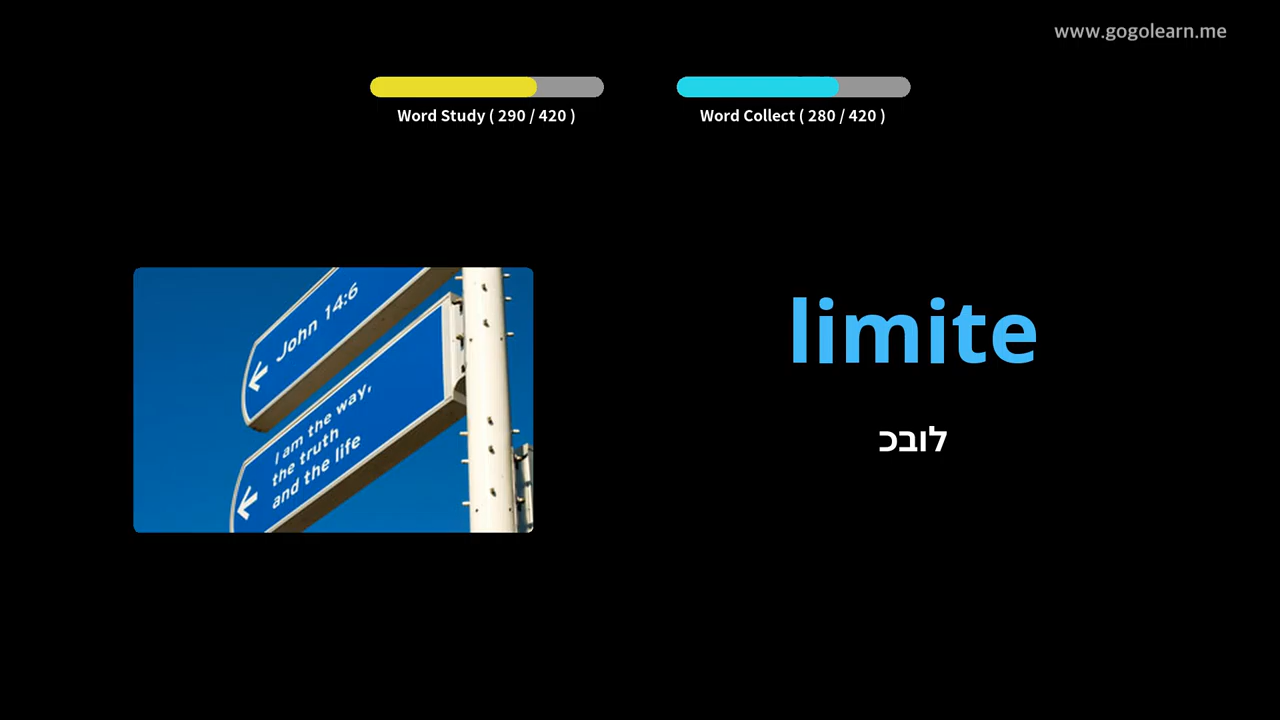 www.gogolearn.me
Word Study ( 290 / 420 )
Word Collect ( 280 / 420 )
John 14:6
I am the way,
the truth
and the life
limite
לובכ